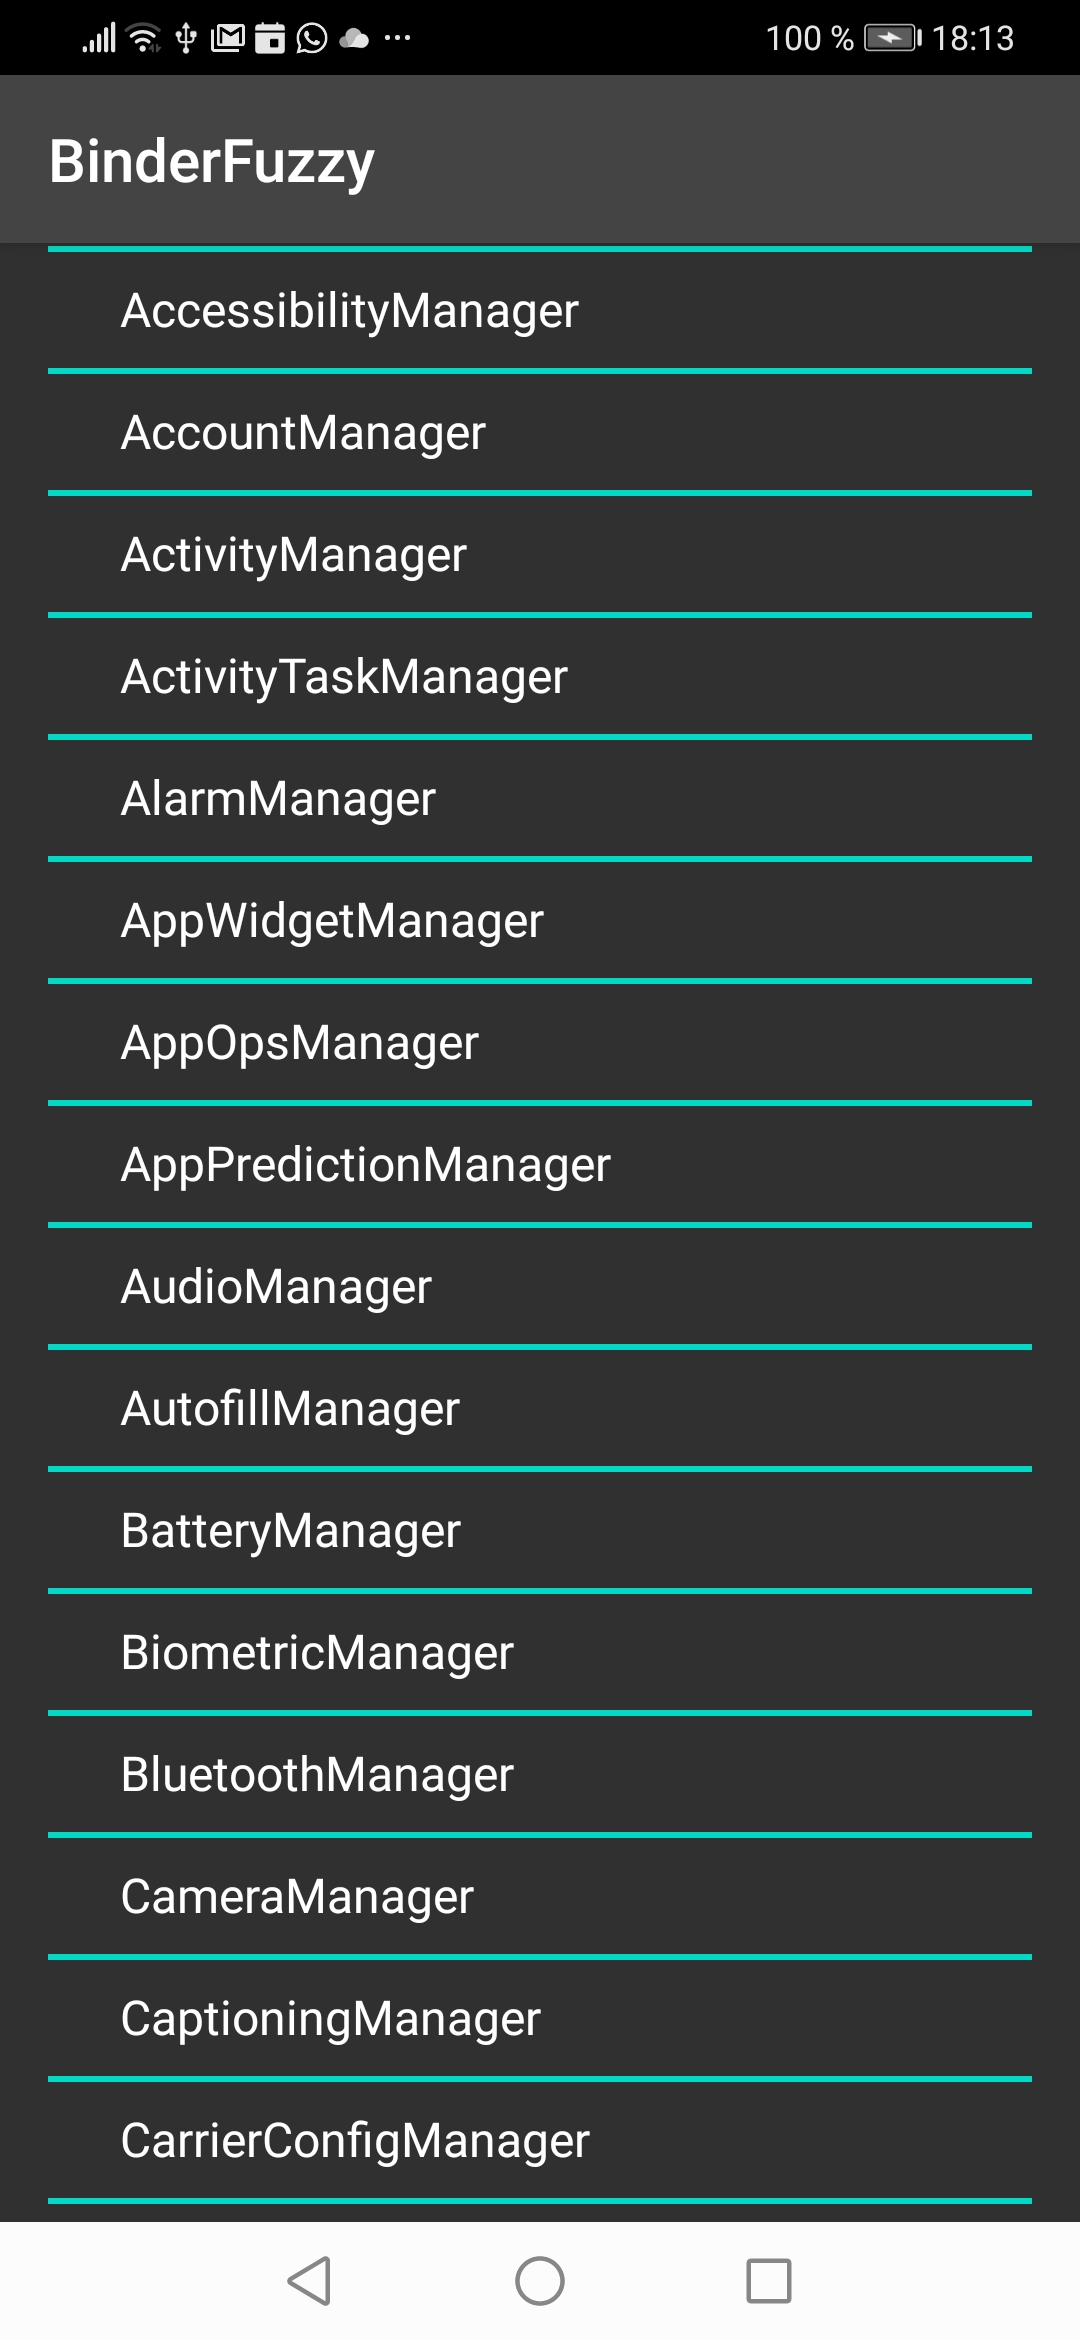 100 % 18:13
BinderFuzzy
AccessibilityManager
AccountManager
ActivityManager
ActivityTaskManager
AlarmManager
AppWidgetManager
AppOpsManager
AppPredictionManager
AudioManager
AutofillManager
BatteryManager
BiometricManager
BluetoothManager
CameraManager
CaptioningManager
CarrierConfigManager